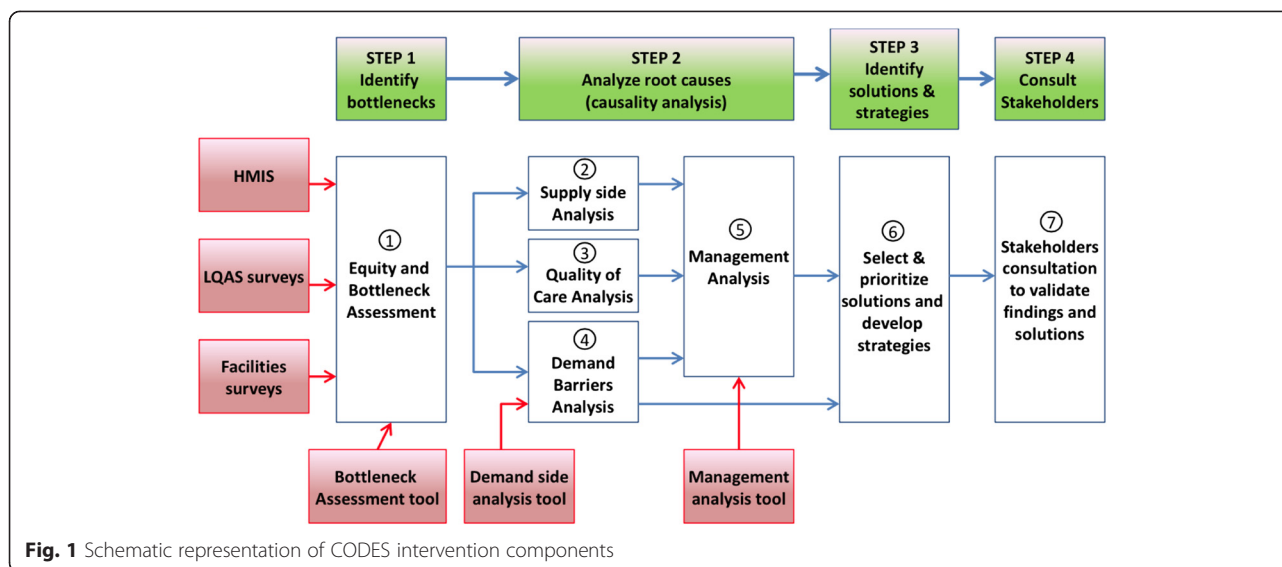 STEP 1
Identify
bottlenecks
STEP 2
Analyze root causes
(causality analysis)
STEP 3
Identify
solutions &
strategies
STEP 4
Consult
Stakeholders
HMIS
LQAS surveys
Facilities
surveys
①
Equity and
Bottleneck
Assessment
②
Supply side
Analysis
③
Quality of
Care Analysis
④
Demand
Barriers
Analysis
⑤
Management
Analysis
⑥
Select &
prioritize
solutions and
develop
strategies
⑦
Stakeholders
consultation
to validate
findings and
solutions
Bottleneck
Assessment tool
Demand side
analysis tool
Management
analysis tool
Fig. 1 Schematic representation of CODES intervention components